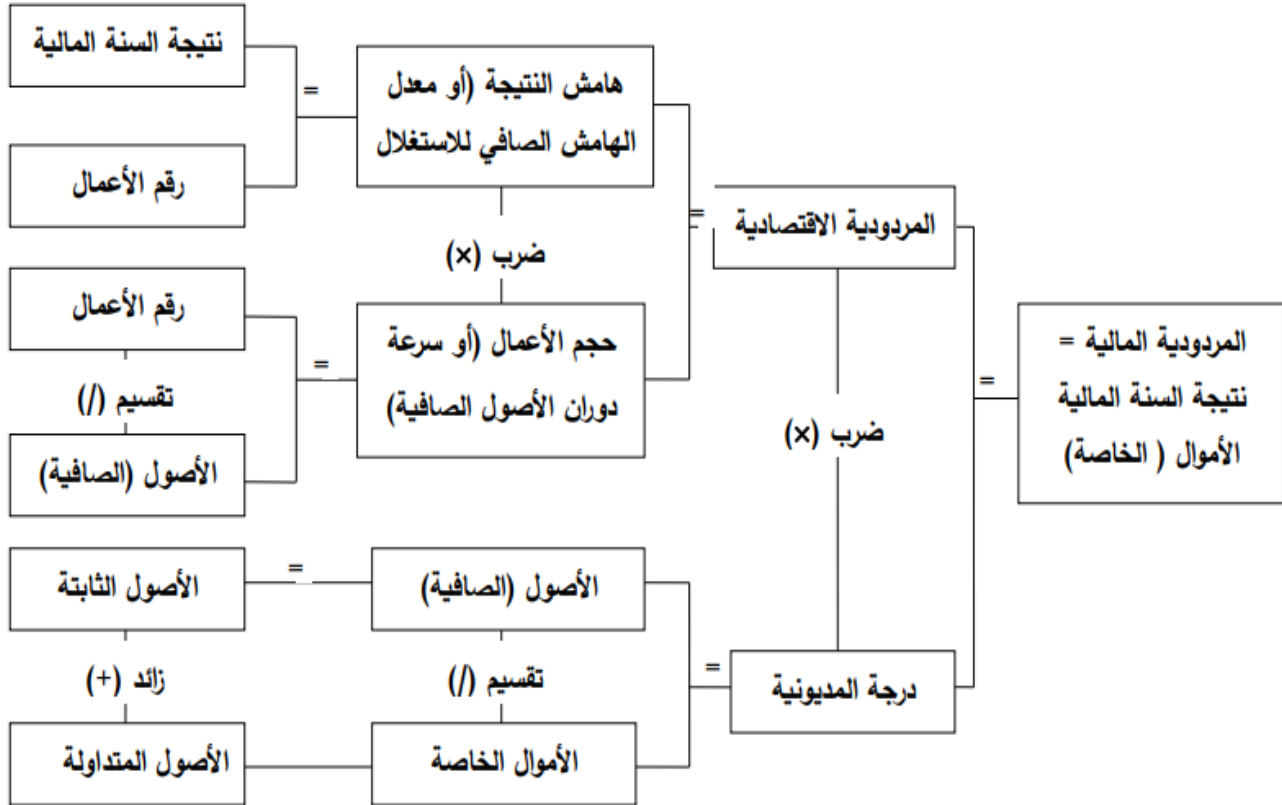 نتيجة السنة المالية
=
هامش النتيجة (أو معدل
الهامش الصافي للاستغلال
رقم الأعمال
=
المردودية الاقتصادية
ضرب (×)
رقم الأعمال
تقسيم (/)
=
حجم الأعمال (أو سرعة
دوران الأصول الصافية)
الأصول (الصافية)
=
المردودية المالية =
نتيجة السنة المالية
الأموال ( الخاصة)
ضرب (×)
الأصول الثابتة
=
الأصول (الصافية)
زائد (+)
تقسيم (/)
=
درجة المديونية
الأصول المتداولة
الأموال الخاصة